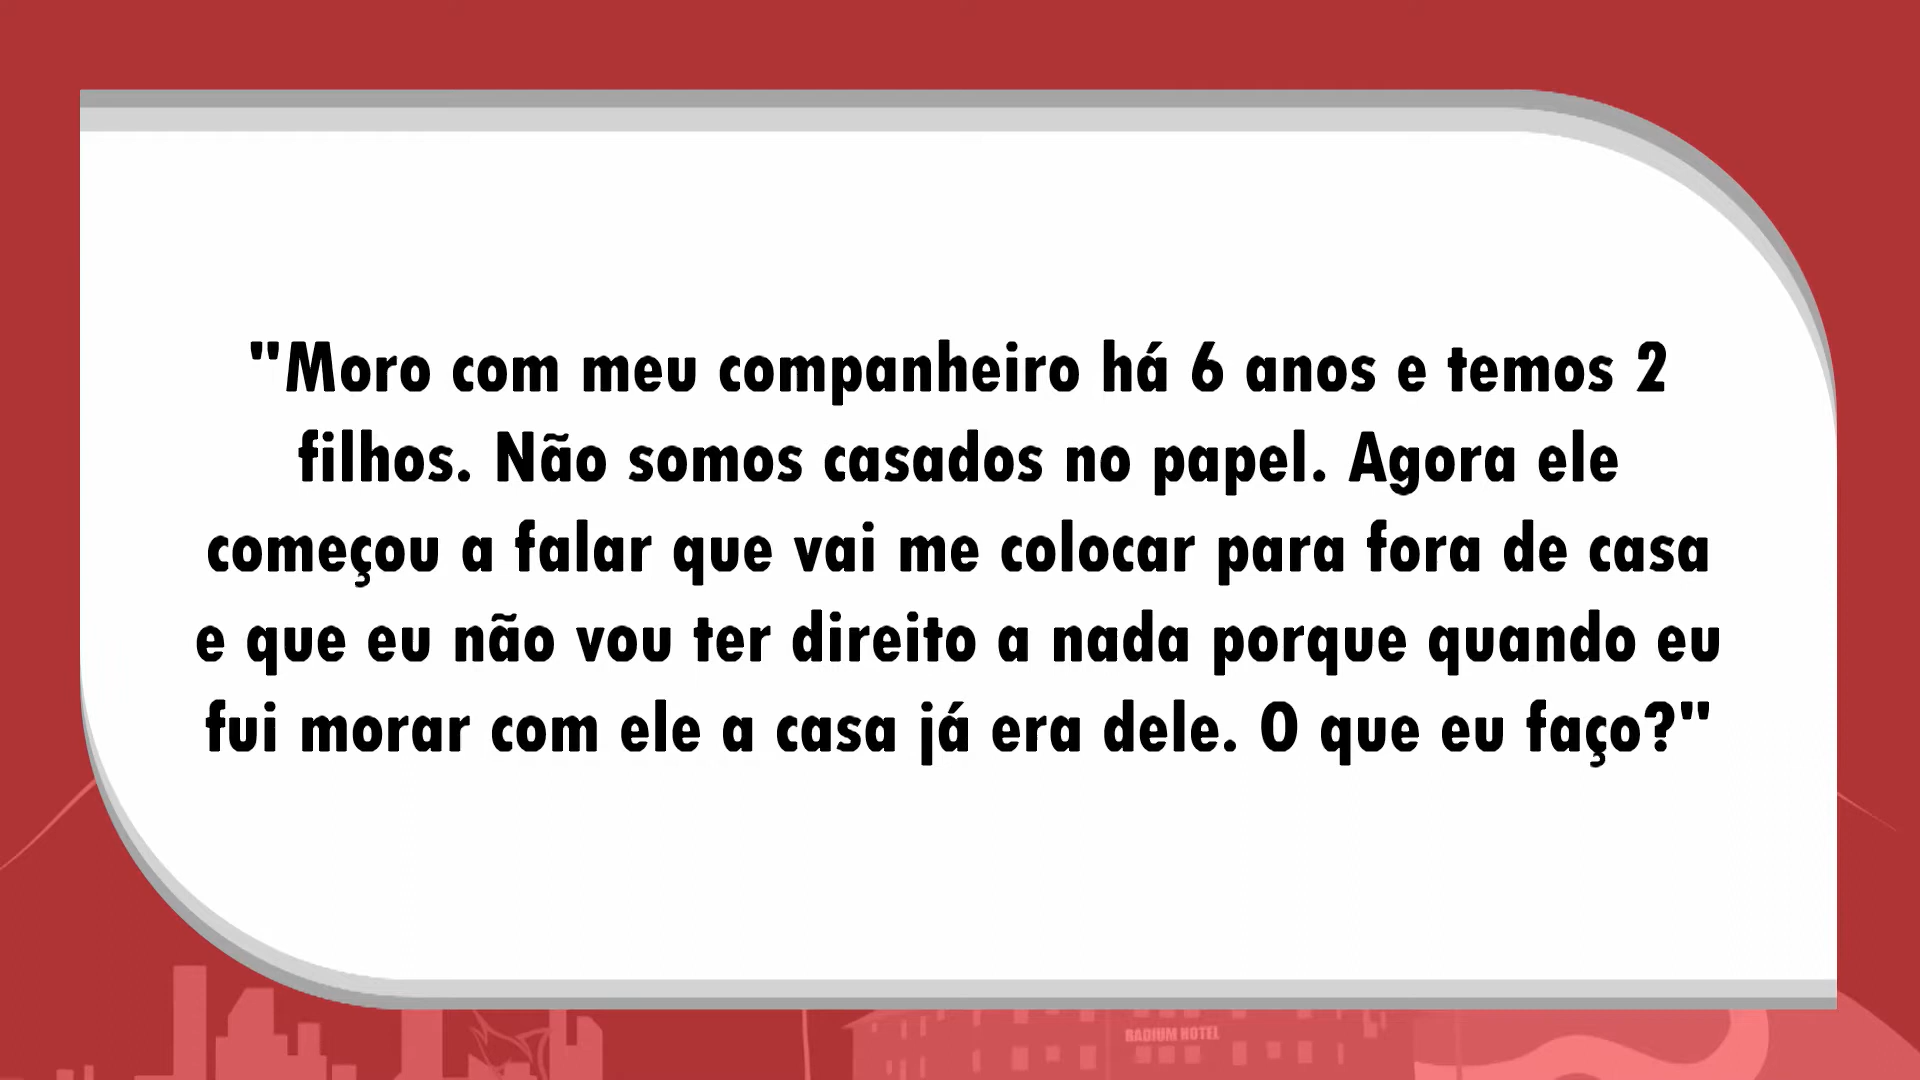 "Moro com meu companheiro há 6 anos e temos 2
filhos. Não somos casados no papel. Agora ele
começou a falar que vai me colocar para fora de casa
e que eu não vou ter direito a nada porque quando eu
fui morar com ele a casa já era dele. O que eu faço?"
RADIUM HOTEL